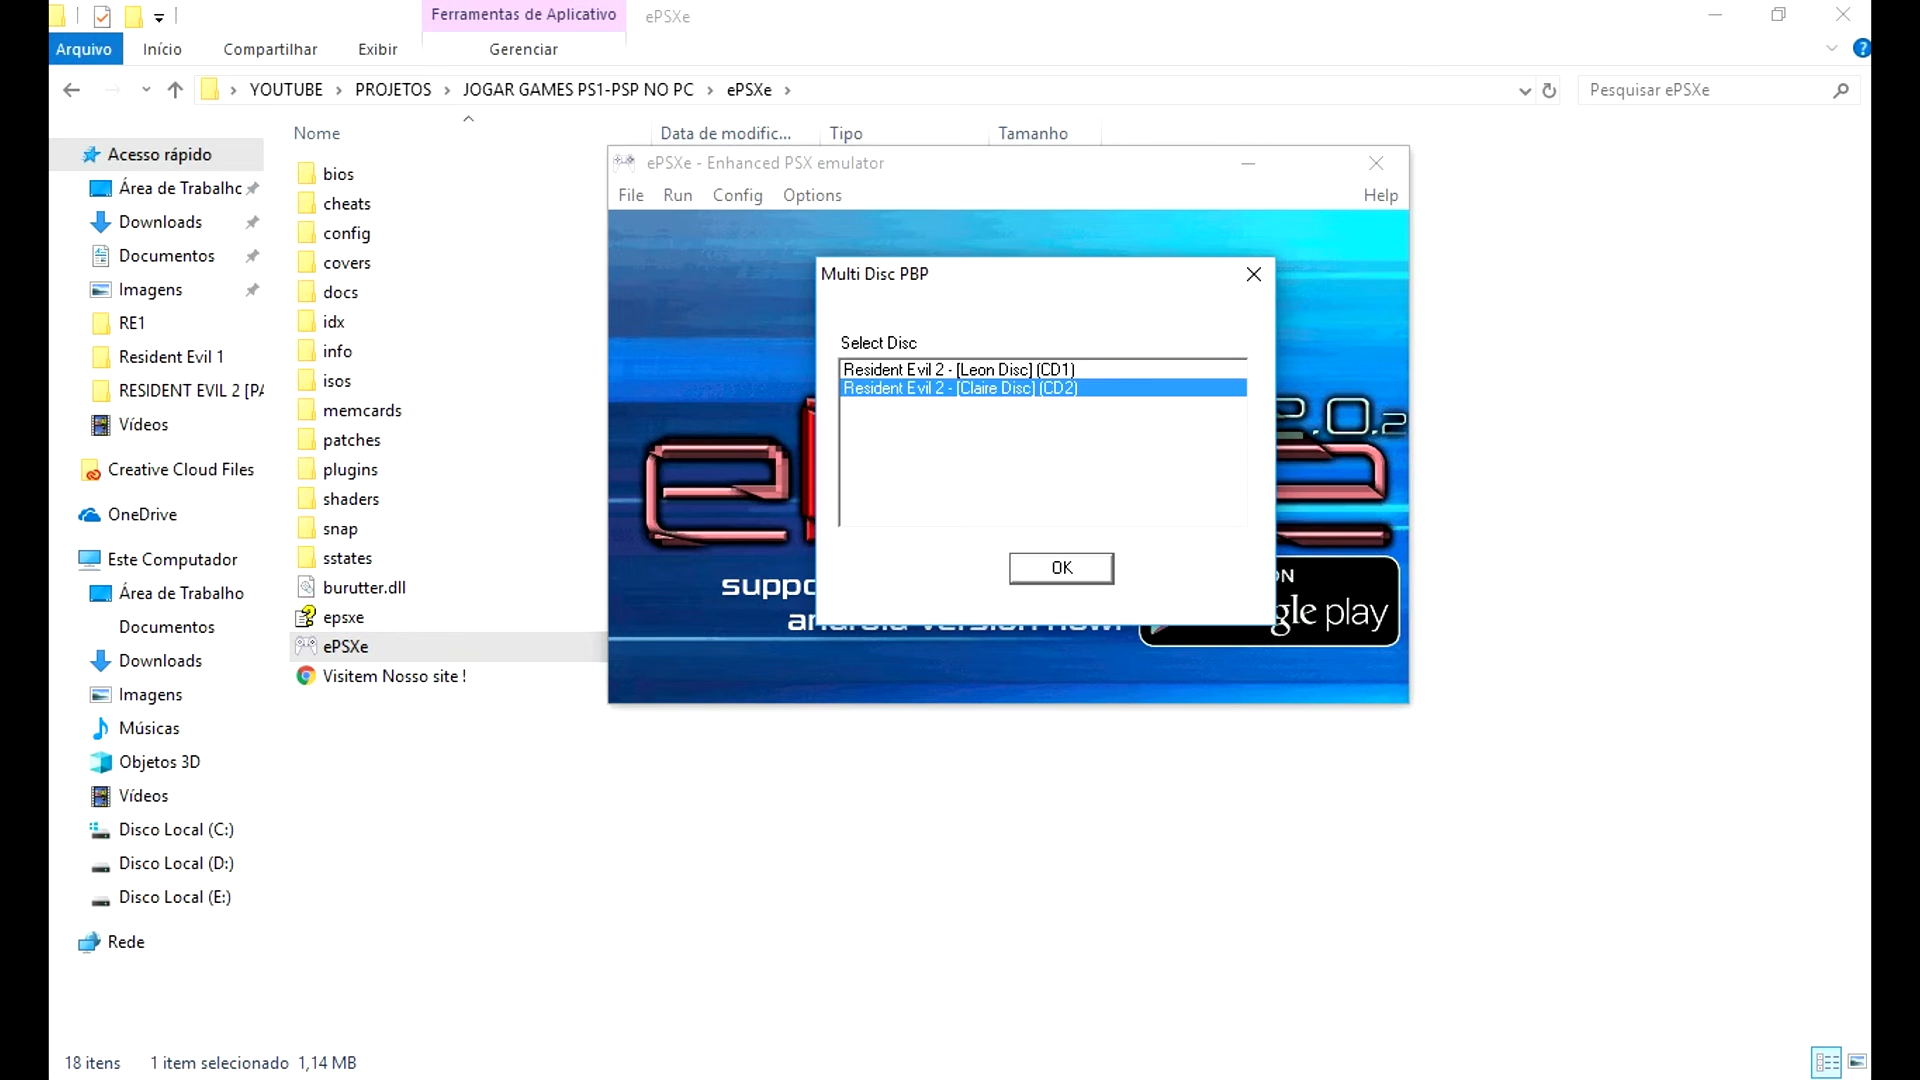 Ferramentas de Aplicativo
ePSXe
Arquivo
Início
Compartilhar
Exibir
Gerenciar
?
YOUTUBE
PROJETOS
JOGAR GAMES PS1-PSP NO PC
ePSXe
Pesquisar ePSXe
Nome
Data de modific...
Tipo
Tamanho
Acesso rápido
Área de Trabalhc
Downloads
Documentos
Imagens
RE1
Resident Evil 1
RESIDENT EVIL 2 [PA
Vídeos
Creative Cloud Files
OneDrive
Este Computador
Área de Trabalho
Documentos
Downloads
Imagens
Músicas
Objetos 3D
Vídeos
Disco Local (C:)
Disco Local (D:)
Disco Local (E:)
Rede
bios
cheats
config
covers
docs
idx
info
isos
memcards
patches
plugins
shaders
snap
sstates
burutter.dll
epsxe
ePSXe
Visitem Nosso site !
ePSXe - Enhanced PSX emulator
File
Run
Config
Options
Help
Multi Disc PBP
Select Disc
Resident Evil 2 - [Leon Disc] (CD1)
Resident Evil 2 - [Claire Disc] (CD2)
OK
2.0.2
gle play
18 itens
1 item selecionado 1,14 MB